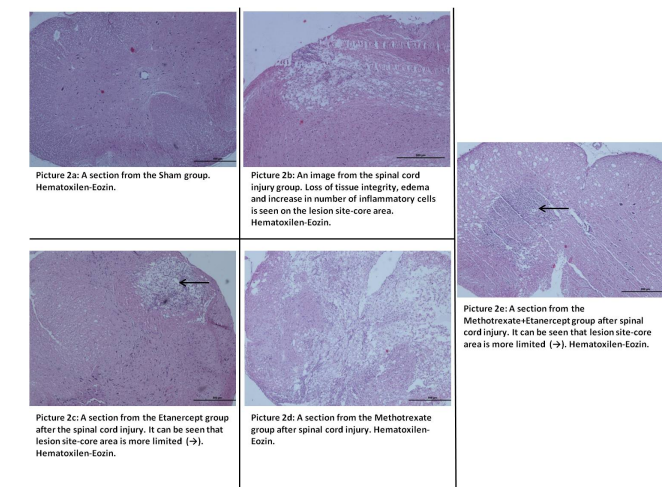 Picture 2a: A section from the Sham group.
Hematoxilen-Eozin.
Picture 2b: An image from the spinal cord
injury group. Loss of tissue integrity, edema
and increase in number of inflammatory cells
is seen on the lesion site-core area.
Hematoxilen-Eozin.
Picture 2c: A section from the Etanercept group
after the spinal cord injury. It can be seen that
lesion site-core area is more limited (→).
Hematoxilen-Eozin.
Picture 2d: A section from the Methotrexate
group after spinal cord injury. Hematoxilen-
Eozin.
Picture 2e: A section from the
Methotrexate+Etanercept group after spinal
cord injury. It can be seen that lesion site-core
area is more limited (→). Hematoxilen-Eozin.